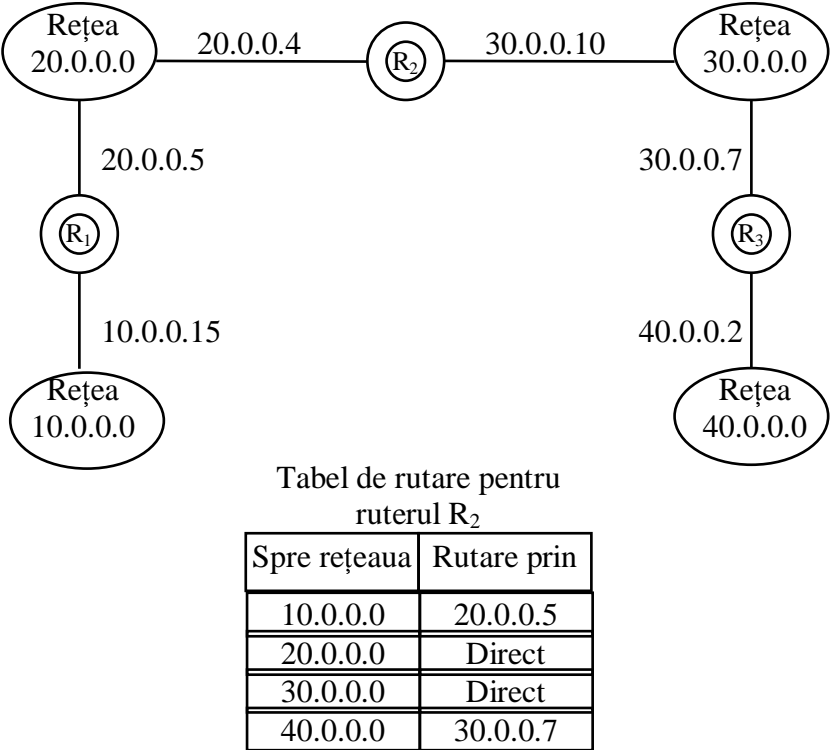 Rețea
20.0.0.0
20.0.0.4
R2
30.0.0.10
Rețea
30.0.0.0
20.0.0.5
30.0.0.7
R1
R3
10.0.0.15
40.0.0.2
Rețea
10.0.0.0
Rețea
40.0.0.0
Tabel de rutare pentru
ruterul R2
Spre rețeaua Rutare prin
10.0.0.0 20.0.0.5
20.0.0.0 Direct
30.0.0.0 Direct
40.0.0.0 30.0.0.7